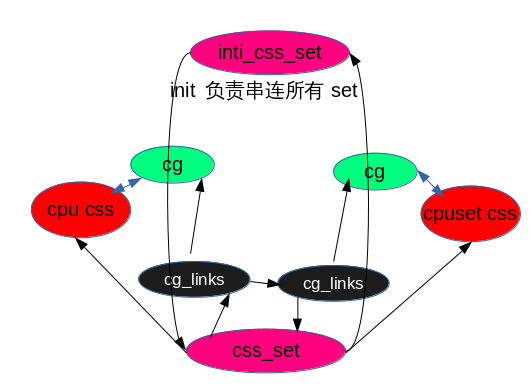 inti_css_set
init 负责串连所有 set
cg
cg
cpu css
cpuset css
cg_links
cg_links
css_set